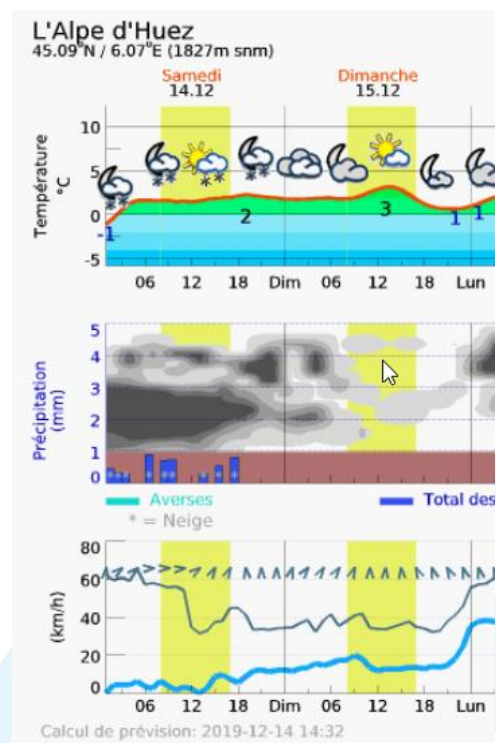 L'Alpe d'Huez
45.09°N / 6.07°E (1827m snm)
Samedi
14.12
Dimanche
15.12
Température
°C
10
5
0
-5
-1
2
3
1
1
06 12 18 Dim 06 12 18 Lun
Précipitation
(mm)
5
4
3
2
1
0
Averses
Total des
* = Neige
(km/h)
80
60
40
20
0
06 12 18 Dim 06 12 18 Lun
Calcul de prévision: 2019-12-14 14:32